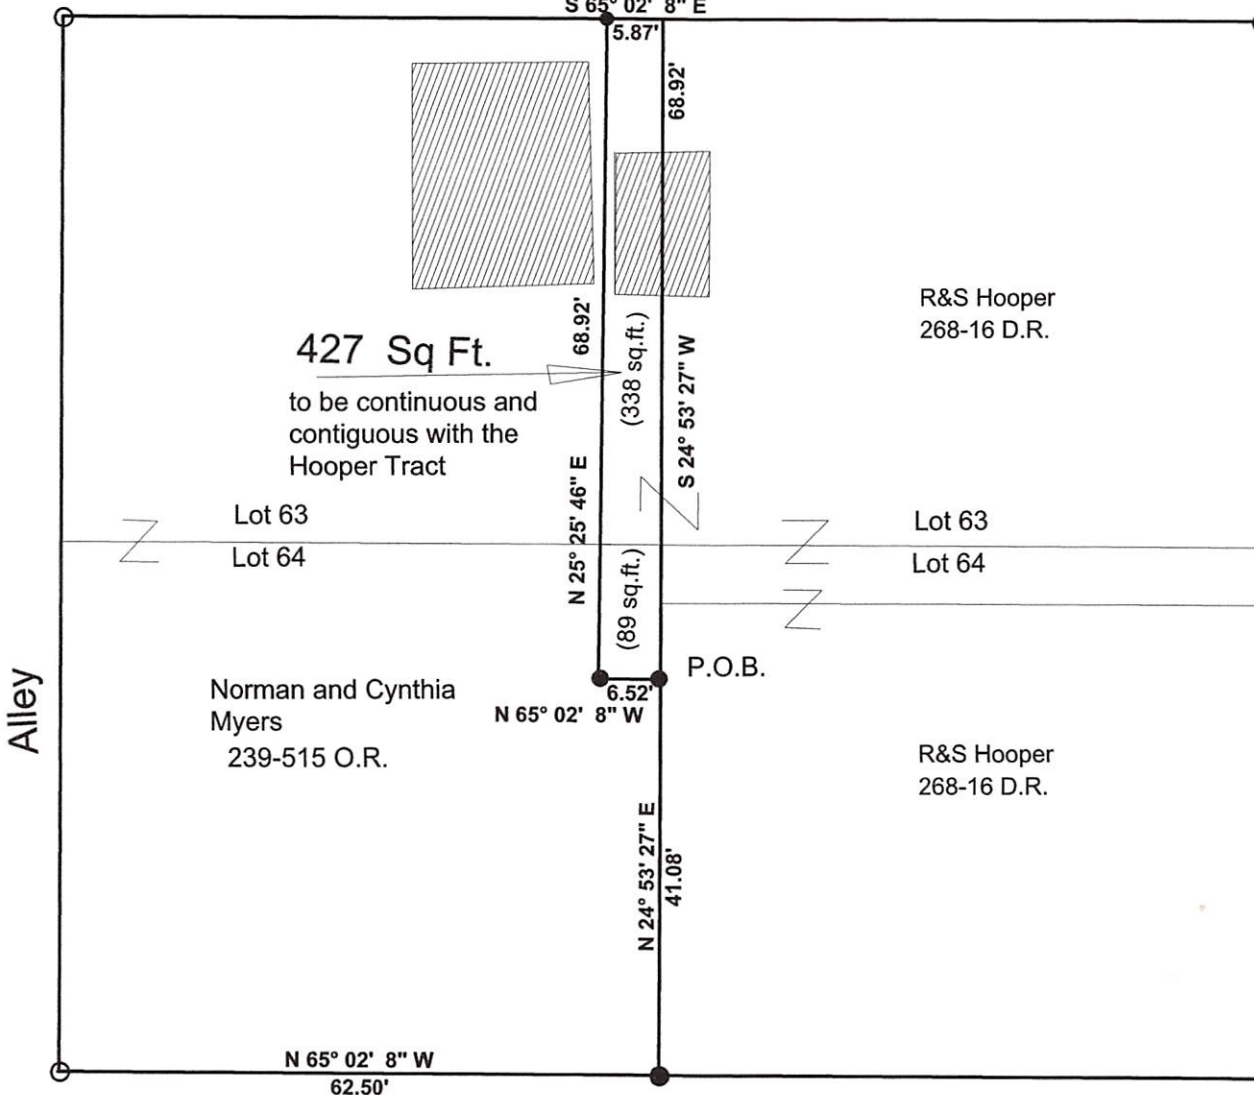 S 65° 02' 8" E
5.87'
68.92'
R&S Hooper
268-16 D.R.
68.92'
(338 sq.ft.)
S 24° 53' 27" W
427 Sq Ft.
to be continuous and
contiguous with the
Hooper Tract
N 25° 25' 46" E
Lot 63
Lot 64
Lot 63
Lot 64
(89 sq.ft.)
P.O.B.
6.52'
N 65° 02' 8" W
Alley
Norman and Cynthia
Myers
239-515 O.R.
R&S Hooper
268-16 D.R.
N 24° 53' 27" E
41.08'
N 65° 02' 8" W
62.50'